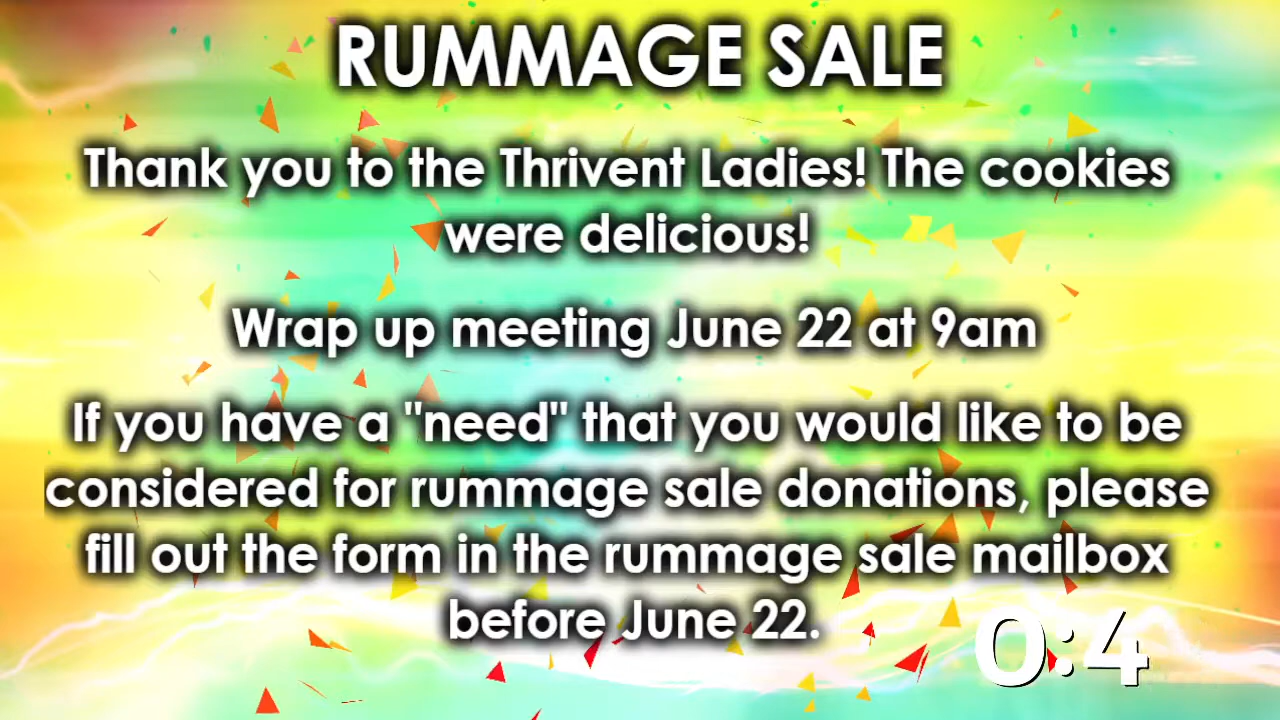 RUMMAGE SALE
Thank you to the Thrivent Ladies! The cookies
were delicious!
Wrap up meeting June 22 at 9am
If you have a "need" that you would like to be
considered for rummage sale donations, please
fill out the form in the rummage sale mailbox
before June 22.
0:4